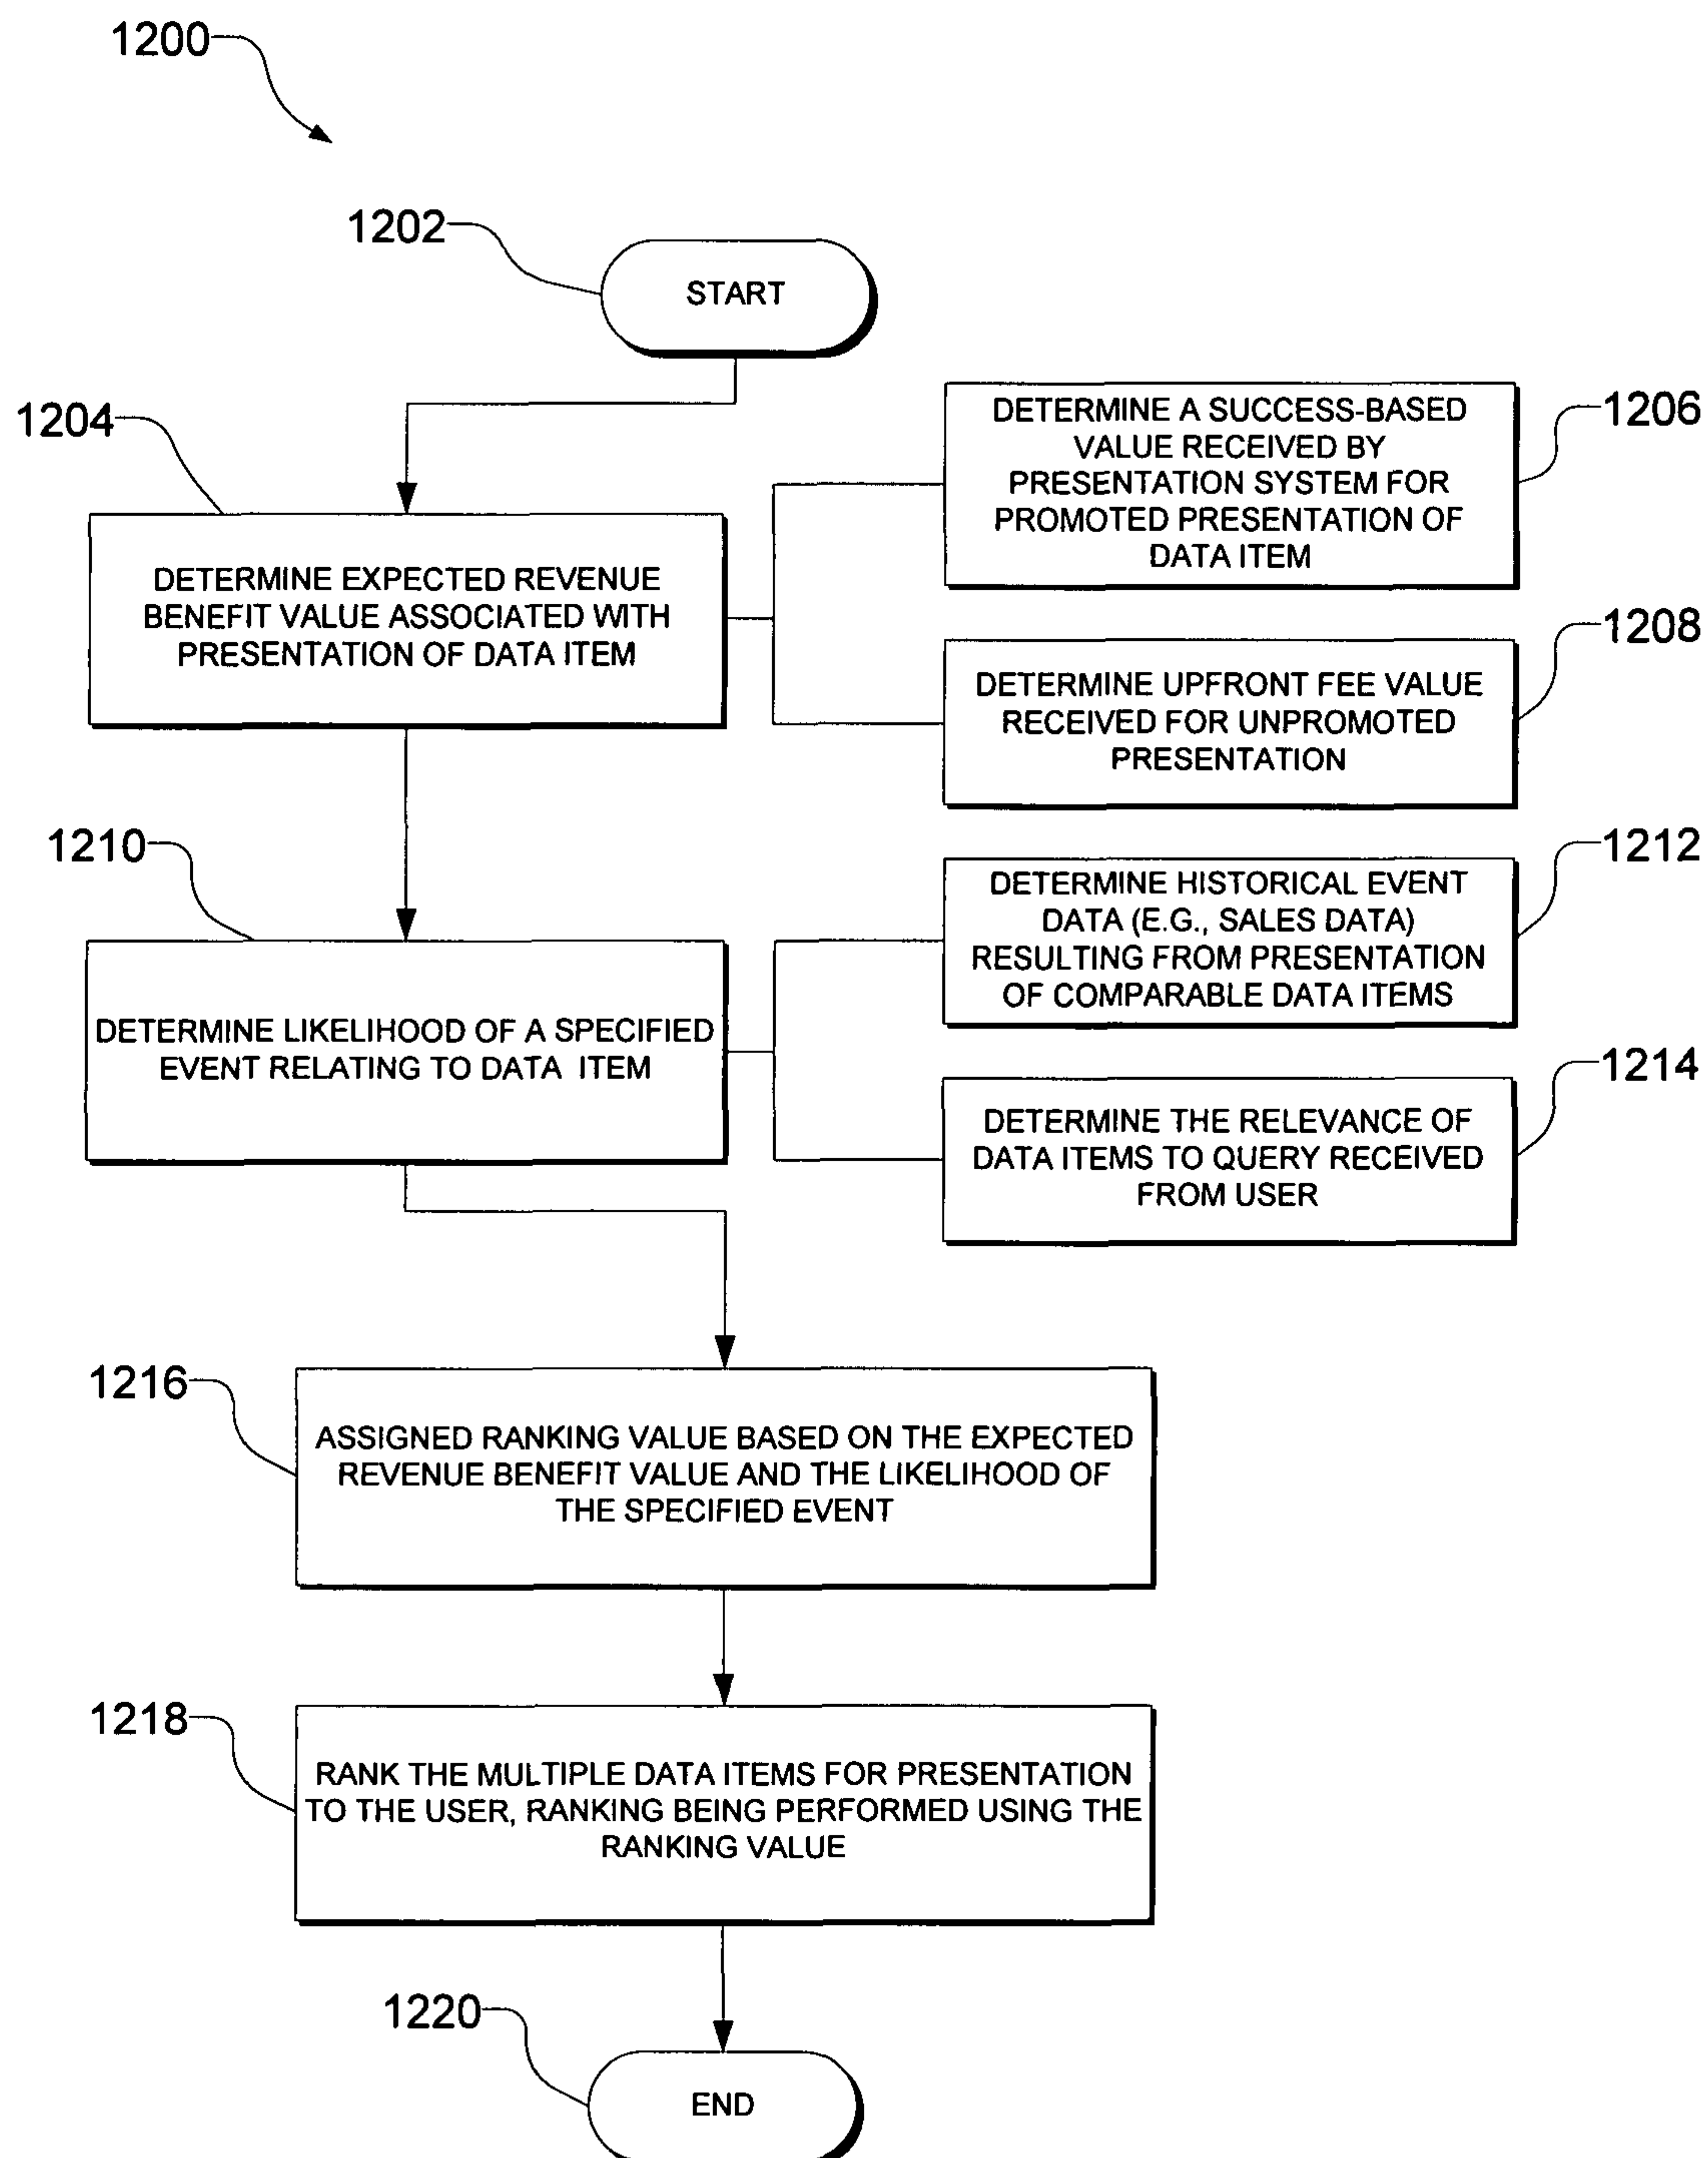 1200
1202
START
1204
DETERMINE EXPECTED REVENUE
BENEFIT VALUE ASSOCIATED WITH
PRESENTATION OF DATA ITEM
1206
DETERMINE A SUCCESS-BASED
VALUE RECEIVED BY
PRESENTATION SYSTEM FOR
PROMOTED PRESENTATION OF
DATA ITEM
1208
DETERMINE UPFRONT FEE VALUE
RECEIVED FOR UNPROMOTED
PRESENTATION
1210
DETERMINE LIKELIHOOD OF A SPECIFIED
EVENT RELATING TO DATA ITEM
1212
DETERMINE HISTORICAL EVENT
DATA (E.G., SALES DATA)
RESULTING FROM PRESENTATION
OF COMPARABLE DATA ITEMS
1214
DETERMINE THE RELEVANCE OF
DATA ITEMS TO QUERY RECEIVED
FROM USER
1216
ASSIGNED RANKING VALUE BASED ON THE EXPECTED
REVENUE BENEFIT VALUE AND THE LIKELIHOOD OF
THE SPECIFIED EVENT
1218
RANK THE MULTIPLE DATA ITEMS FOR PRESENTATION
TO THE USER, RANKING BEING PERFORMED USING THE
RANKING VALUE
1220
END